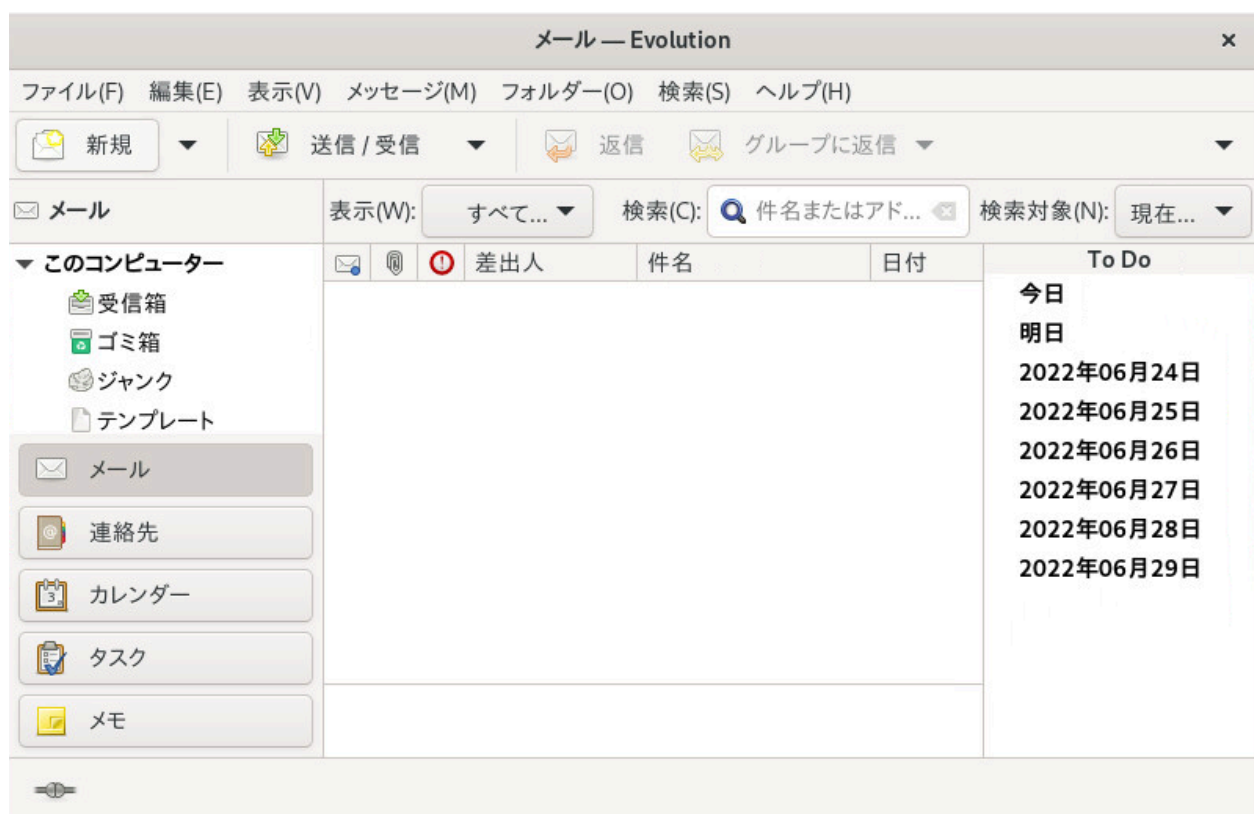 メール — Evolution
ファイル(F) 編集(E) 表示(V) メッセージ(M) フォルダー(O) 検索(S) ヘルプ(H)
新規 送信 / 受信 返信 グループに返信
メール
表示(W): すべて... 検索(C): 件名またはアド... 検索対象(N): 現在...
このコンピューター
受信箱
ゴミ箱
ジャンク
テンプレート
メール
連絡先
カレンダー
タスク
メモ
差出人 件名 日付
To Do
今日
明日
2022年06月24日
2022年06月25日
2022年06月26日
2022年06月27日
2022年06月28日
2022年06月29日